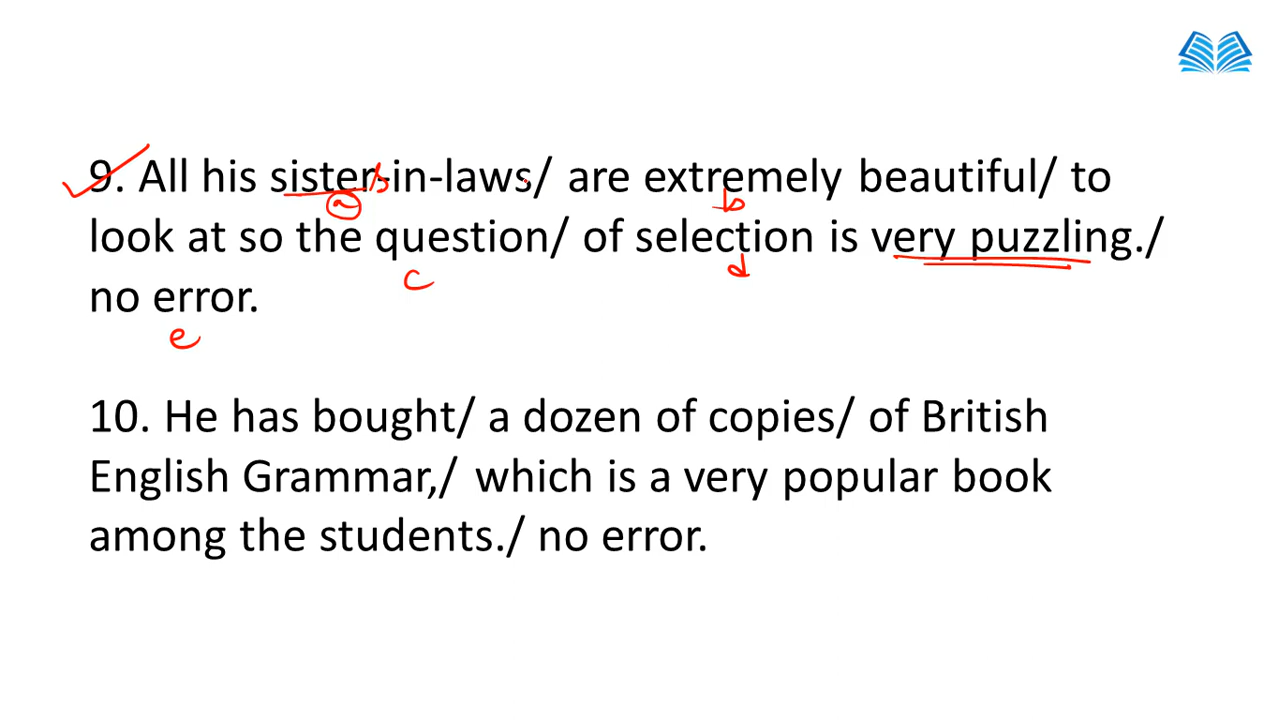 9. All his sister-in-laws/ are extremely beautiful/ to
s
a
b
look at so the question/ of selection is very puzzling./
c
d
no error.
e
10. He has bought/ a dozen of copies/ of British
English Grammar,/ which is a very popular book
among the students./ no error.